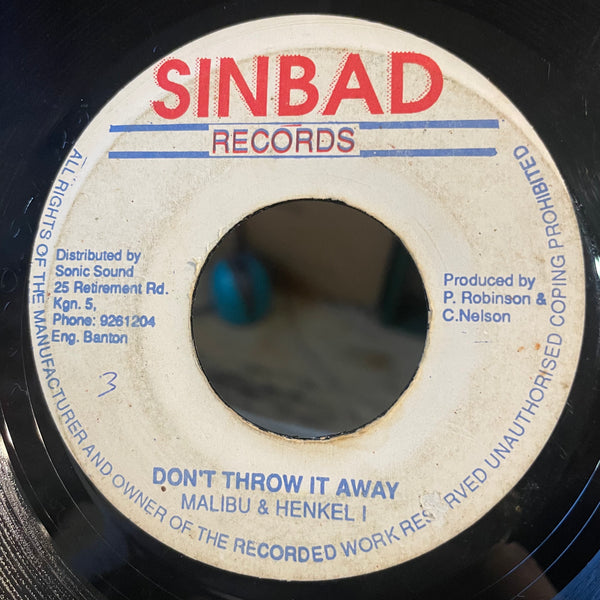 SINBAD
RECORDS
Distributed by
Sonic Sound
25 Retirement Rd.
Kgn. 5,
Phone: 9261204
Eng. Banton
3
Produced by
P. Robinson &
C.Nelson
DON'T THROW IT AWAY
MALIBU & HENKEL I
ALL RIGHTS OF THE MANUFACTURER AND OWNER OF THE RECORDED WORK RESERVED UNAUTHORISED COPING PROHIBITED